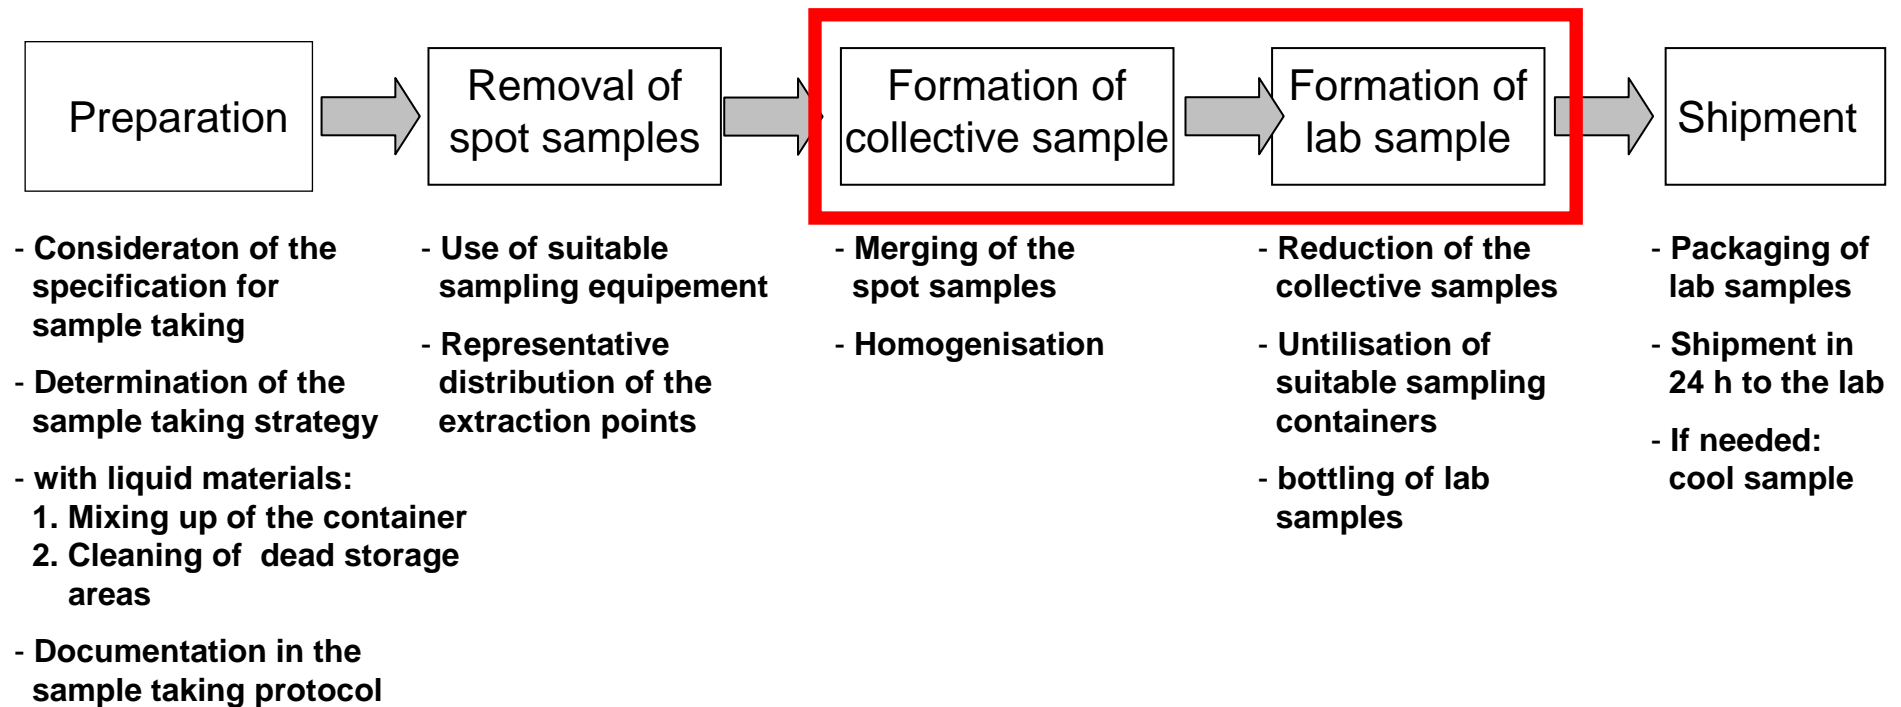 Preparation
Removal of
spot samples
Formation of
collective sample
Formation of
lab sample
Shipment
- Consideraton of the
specification for
sample taking
- Determination of the
sample taking strategy
- with liquid materials:
1. Mixing up of the container
2. Cleaning of dead storage
areas
- Documentation in the
sample taking protocol
- Use of suitable
sampling equipement
- Representative
distribution of the
extraction points
- Merging of the
spot samples
- Homogenisation
- Reduction of the
collective samples
- Untilisation of
suitable sampling
containers
- bottling of lab
samples
- Packaging of
lab samples
- Shipment in
24 h to the lab
- If needed:
cool sample